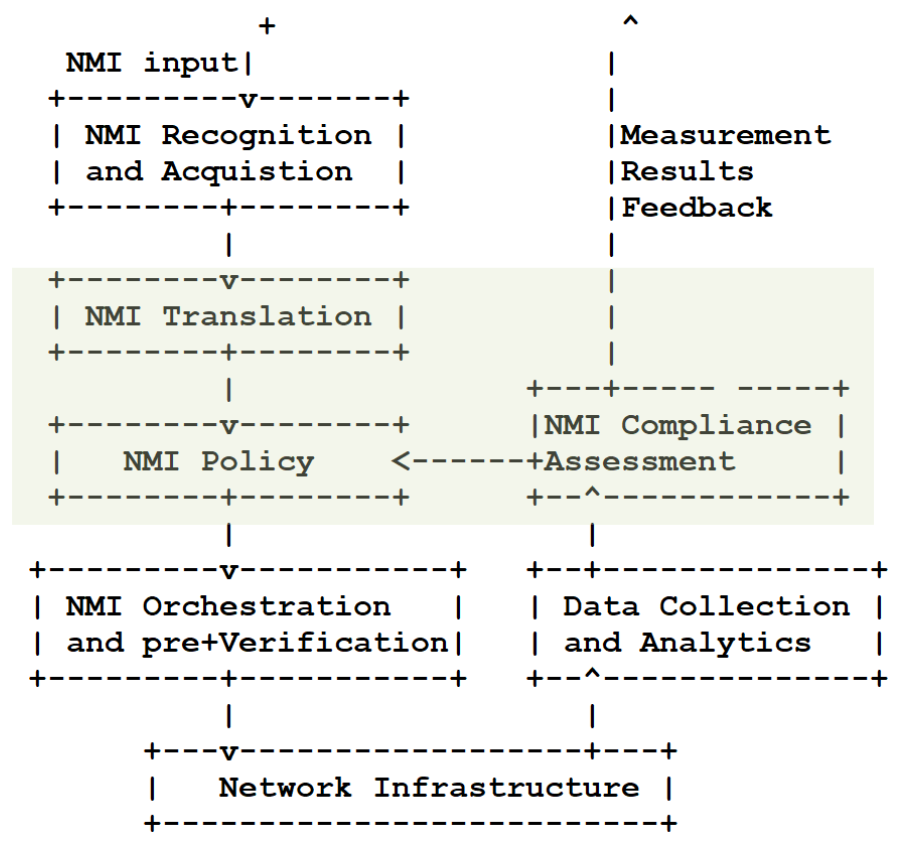 +                                ^
 NMI input|                                |
+---------v-------+                     |
| NMI Recognition |                     |Measurement
| and Acquistion  |                     |Results
+--------+--------+                     |Feedback
         |                              |
+--------v--------+                     |
| NMI Translation |                     |
+--------+--------+                     |
         |                +---+----- -----+
+--------v--------+       |NMI Compliance |
|   NMI Policy    <-------+Assessment     |
+--------+--------+       +--^------------+
         |                   |
+---------v-----------+   +--+--------------+
| NMI Orchestration   |   | Data Collection |
| and pre+Verification|   | and Analytics   |
+---------+-----------+   +--^--------------+
          |                  |
     +---v-------------------+---+
     |   Network Infrastructure |
     +---------------------------+